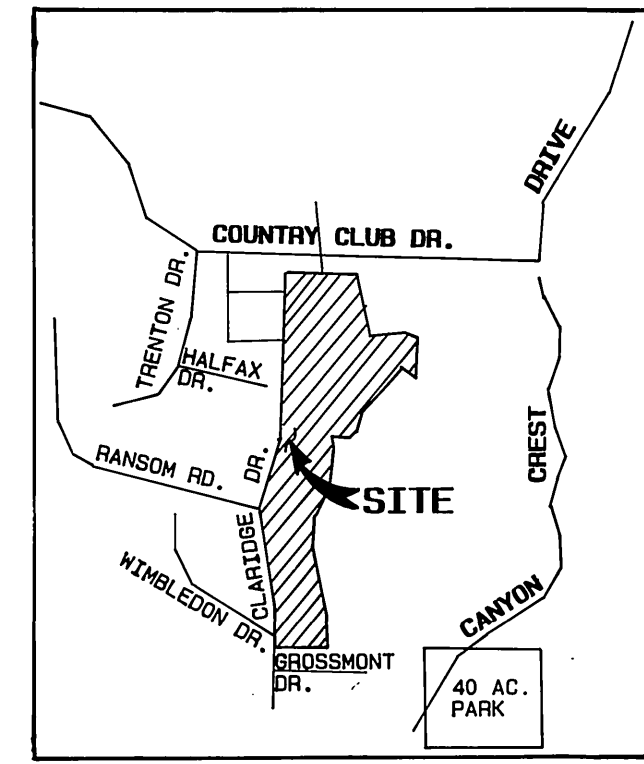 DRIVE
COUNTRY CLUB DR.
TRENTON DR.
HALFAX
DR.
CREST
RANSOM RD.
CLARIDGE DR.
SITE
WIMBLEDON DR.
CANYON
GROSSMONT
DR.
40 AC.
PARK